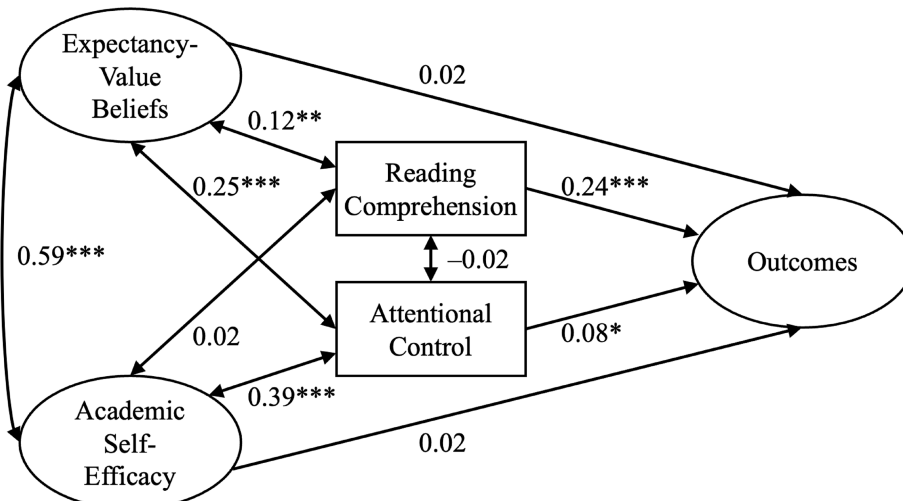 Expectancy-
Value
Beliefs
0.02
0.12**
Reading
Comprehension
0.25***
0.24***
0.59***
–0.02
Outcomes
Attentional
Control
0.02
0.08*
0.39***
Academic
Self-
Efficacy
0.02